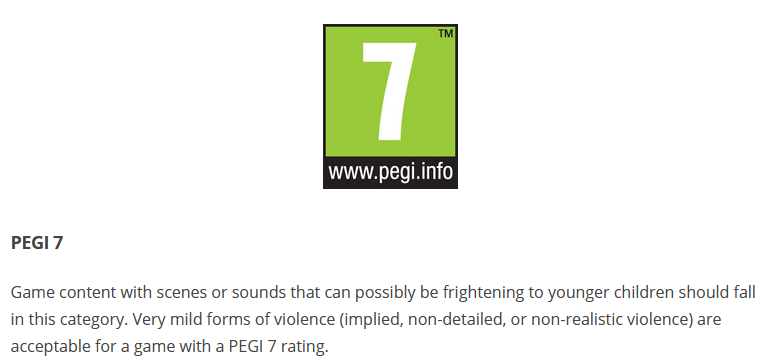 7
TM
www.pegi.info
PEGI 7
Game content with scenes or sounds that can possibly be frightening to younger children should fall
in this category. Very mild forms of violence (implied, non-detailed, or non-realistic violence) are
acceptable for a game with a PEGI 7 rating.